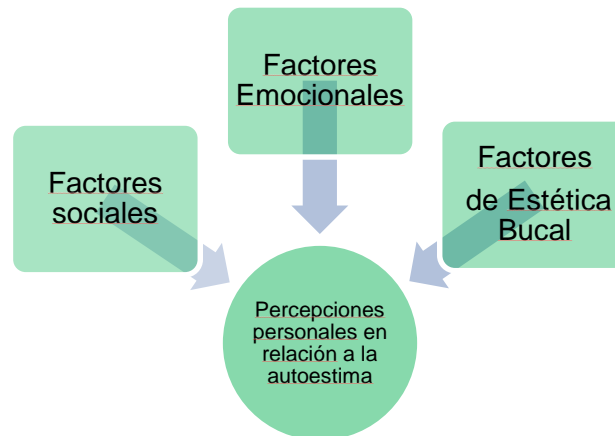 Factores
Emocionales
Factores
sociales
Factores
de Estética
Bucal
Percepciones
personales en
relación a la
autoestima